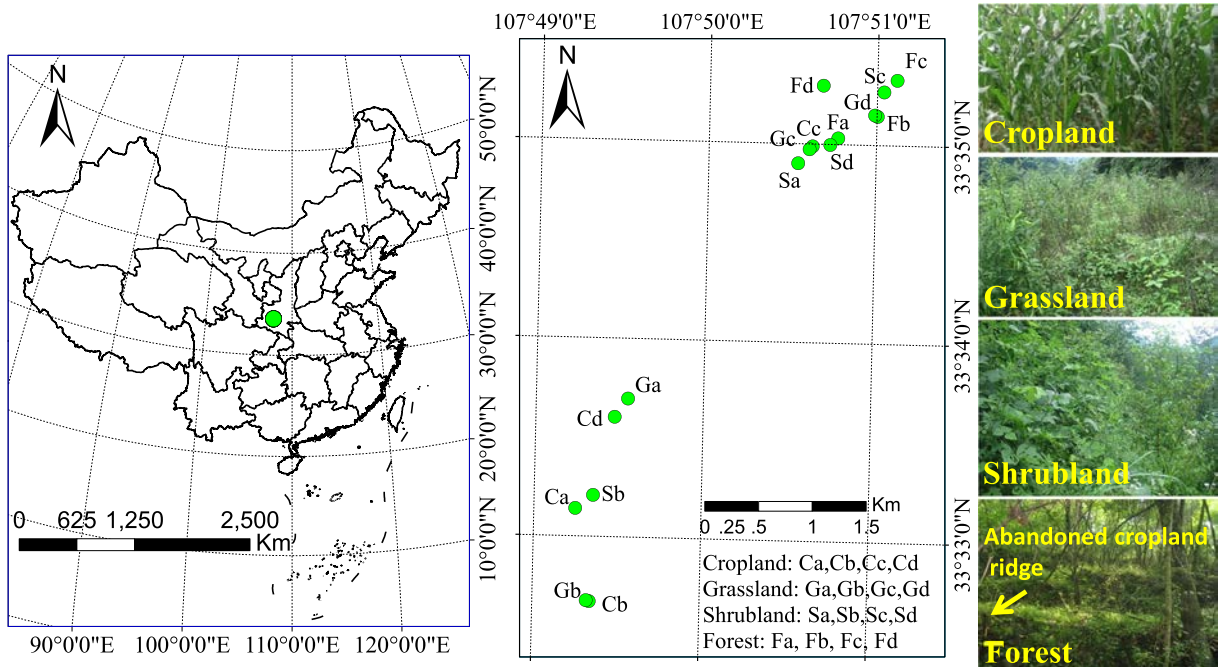 N
50°0'0"N
40°0'0"N
30°0'0"N
20°0'0"N
10°0'0"N
0 625 1,250 2,500
Km
90°0'0"E 100°0'0"E 110°0'0"E 120°0'0"E
107°49'0"E 107°50'0"E 107°51'0"E
N
Fd
Sc
Fc
Gd
Fb
Fa
Cc
Gc
Sd
Sa
33°35'0"N
33°34'0"N
33°33'0"N
Ga
Cd
Ca
Sb
Gb
Cb
Km
0 .25 .5 1 1.5
Cropland: Ca,Cb,Cc,Cd
Grassland: Ga,Gb,Gc,Gd
Shrubland: Sa,Sb,Sc,Sd
Forest: Fa, Fb, Fc, Fd
Cropland
Grassland
Shrubland
Abandoned cropland
ridge
Forest